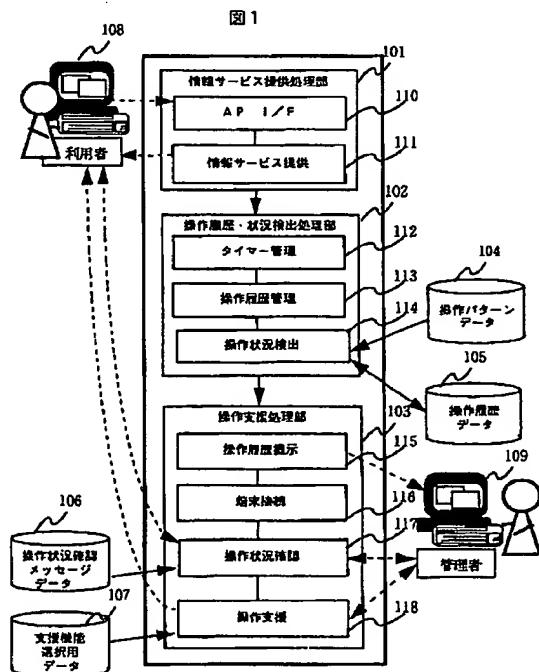 図1
108
101
情報サービス提供処理部
AP I/F
110
利用者
情報サービス提供
111
102
操作履歴・状況検出処理部
タイマー管理
112
操作履歴管理
113
操作状況検出
114
104
操作パターン
データ
105
操作履歴
データ
操作支援処理部
103
操作履歴提示
115
109
端末接続
116
106
操作状況確認
メッセージ
データ
操作状況確認
117
管理者
107
支援機能
選択用
データ
操作支援
118